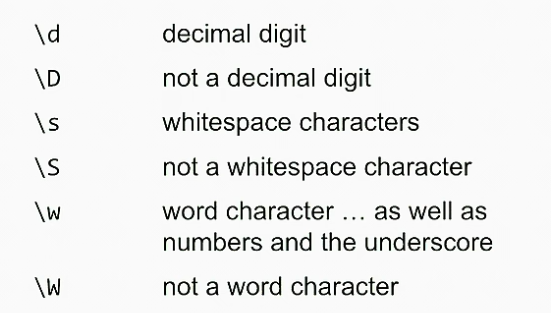 \d decimal digit
\D not a decimal digit
\s whitespace characters
\S not a whitespace character
\w word character … as well as
numbers and the underscore
\W not a word character